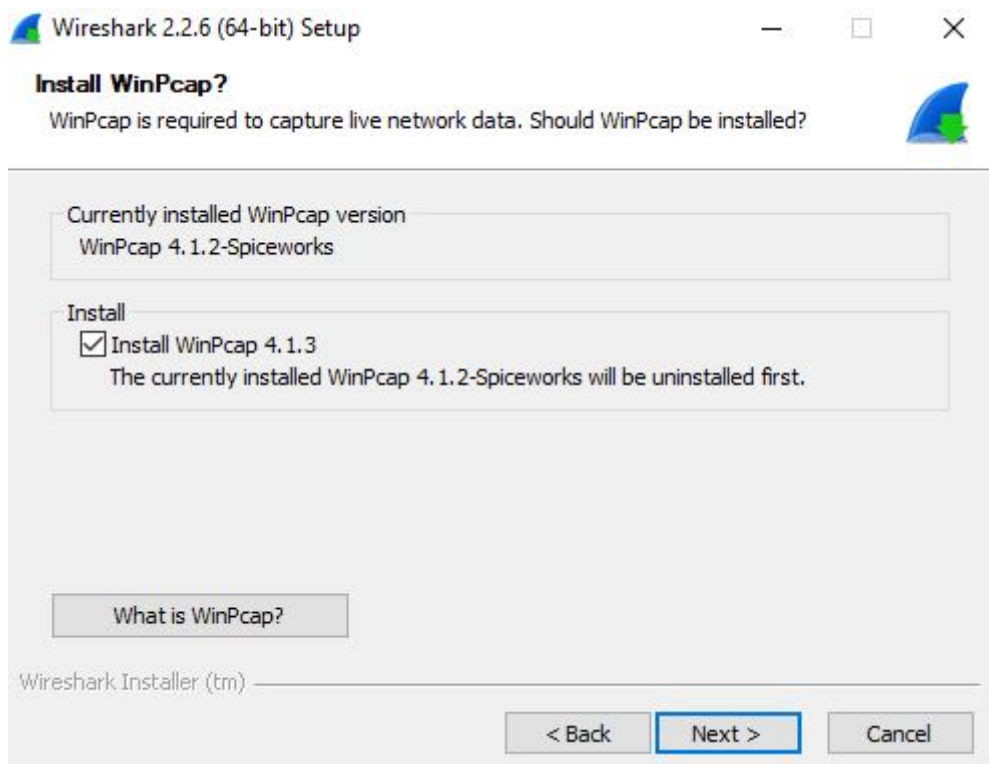 Wireshark 2.2.6 (64-bit) Setup
Install WinPcap?
WinPcap is required to capture live network data. Should WinPcap be installed?
Currently installed WinPcap version
WinPcap 4.1.2-Spiceworks
Install
Install WinPcap 4.1.3
The currently installed WinPcap 4.1.2-Spiceworks will be uninstalled first.
What is WinPcap?
Wireshark Installer (tm)
< Back Next > Cancel